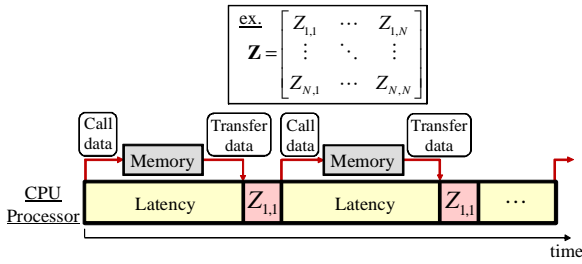 ex.
Z = [ Z1,1 ⋯ Z1,N
⋮ ⋱ ⋮
ZN,1 ⋯ ZN,N ]
Call data
Transfer data
Call data
Transfer data
Memory
Memory
CPU Processor
Latency
Z1,1
Latency
Z1,1
⋯
time